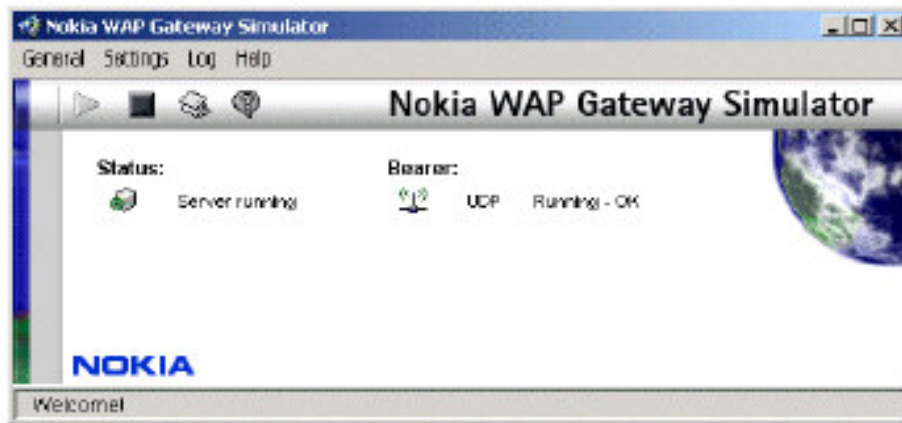 Nokia WAP Gateway Simulator
General Settings Log Help
Nokia WAP Gateway Simulator
Status: Bearer:
Server running UDP Running - OK
NOKIA
Welcome!